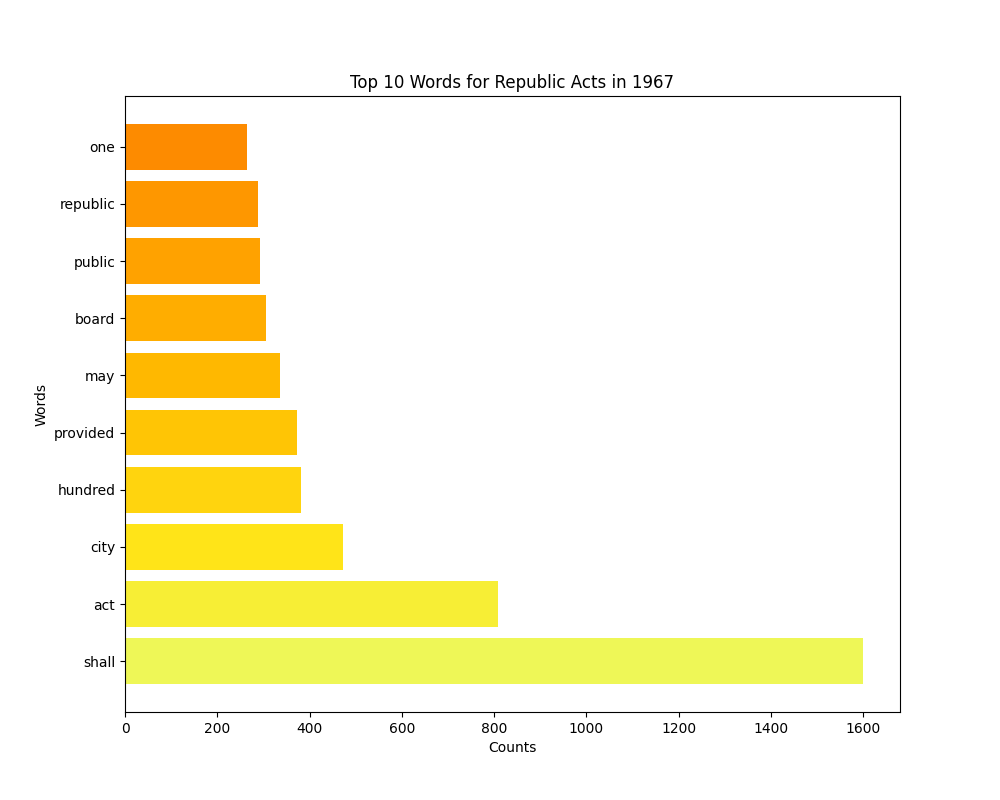 Top 10 Words for Republic Acts in 1967
Words
one
republic
public
board
may
provided
hundred
city
act
shall
0 200 400 600 800 1000 1200 1400 1600
Counts